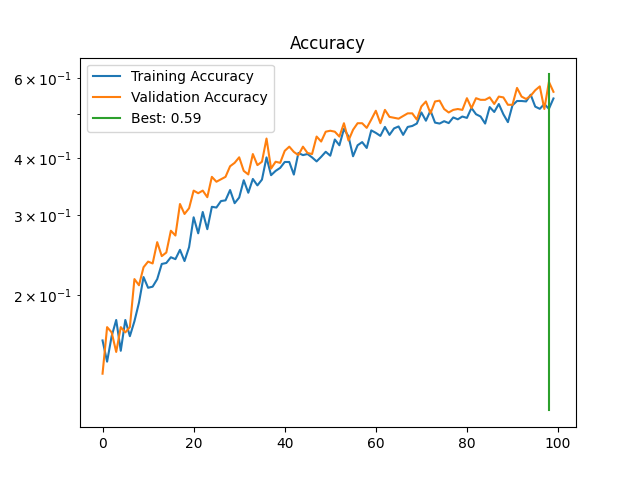 Accuracy
Training Accuracy
Validation Accuracy
Best: 0.59
6 × 10⁻¹
4 × 10⁻¹
3 × 10⁻¹
2 × 10⁻¹
0 20 40 60 80 100